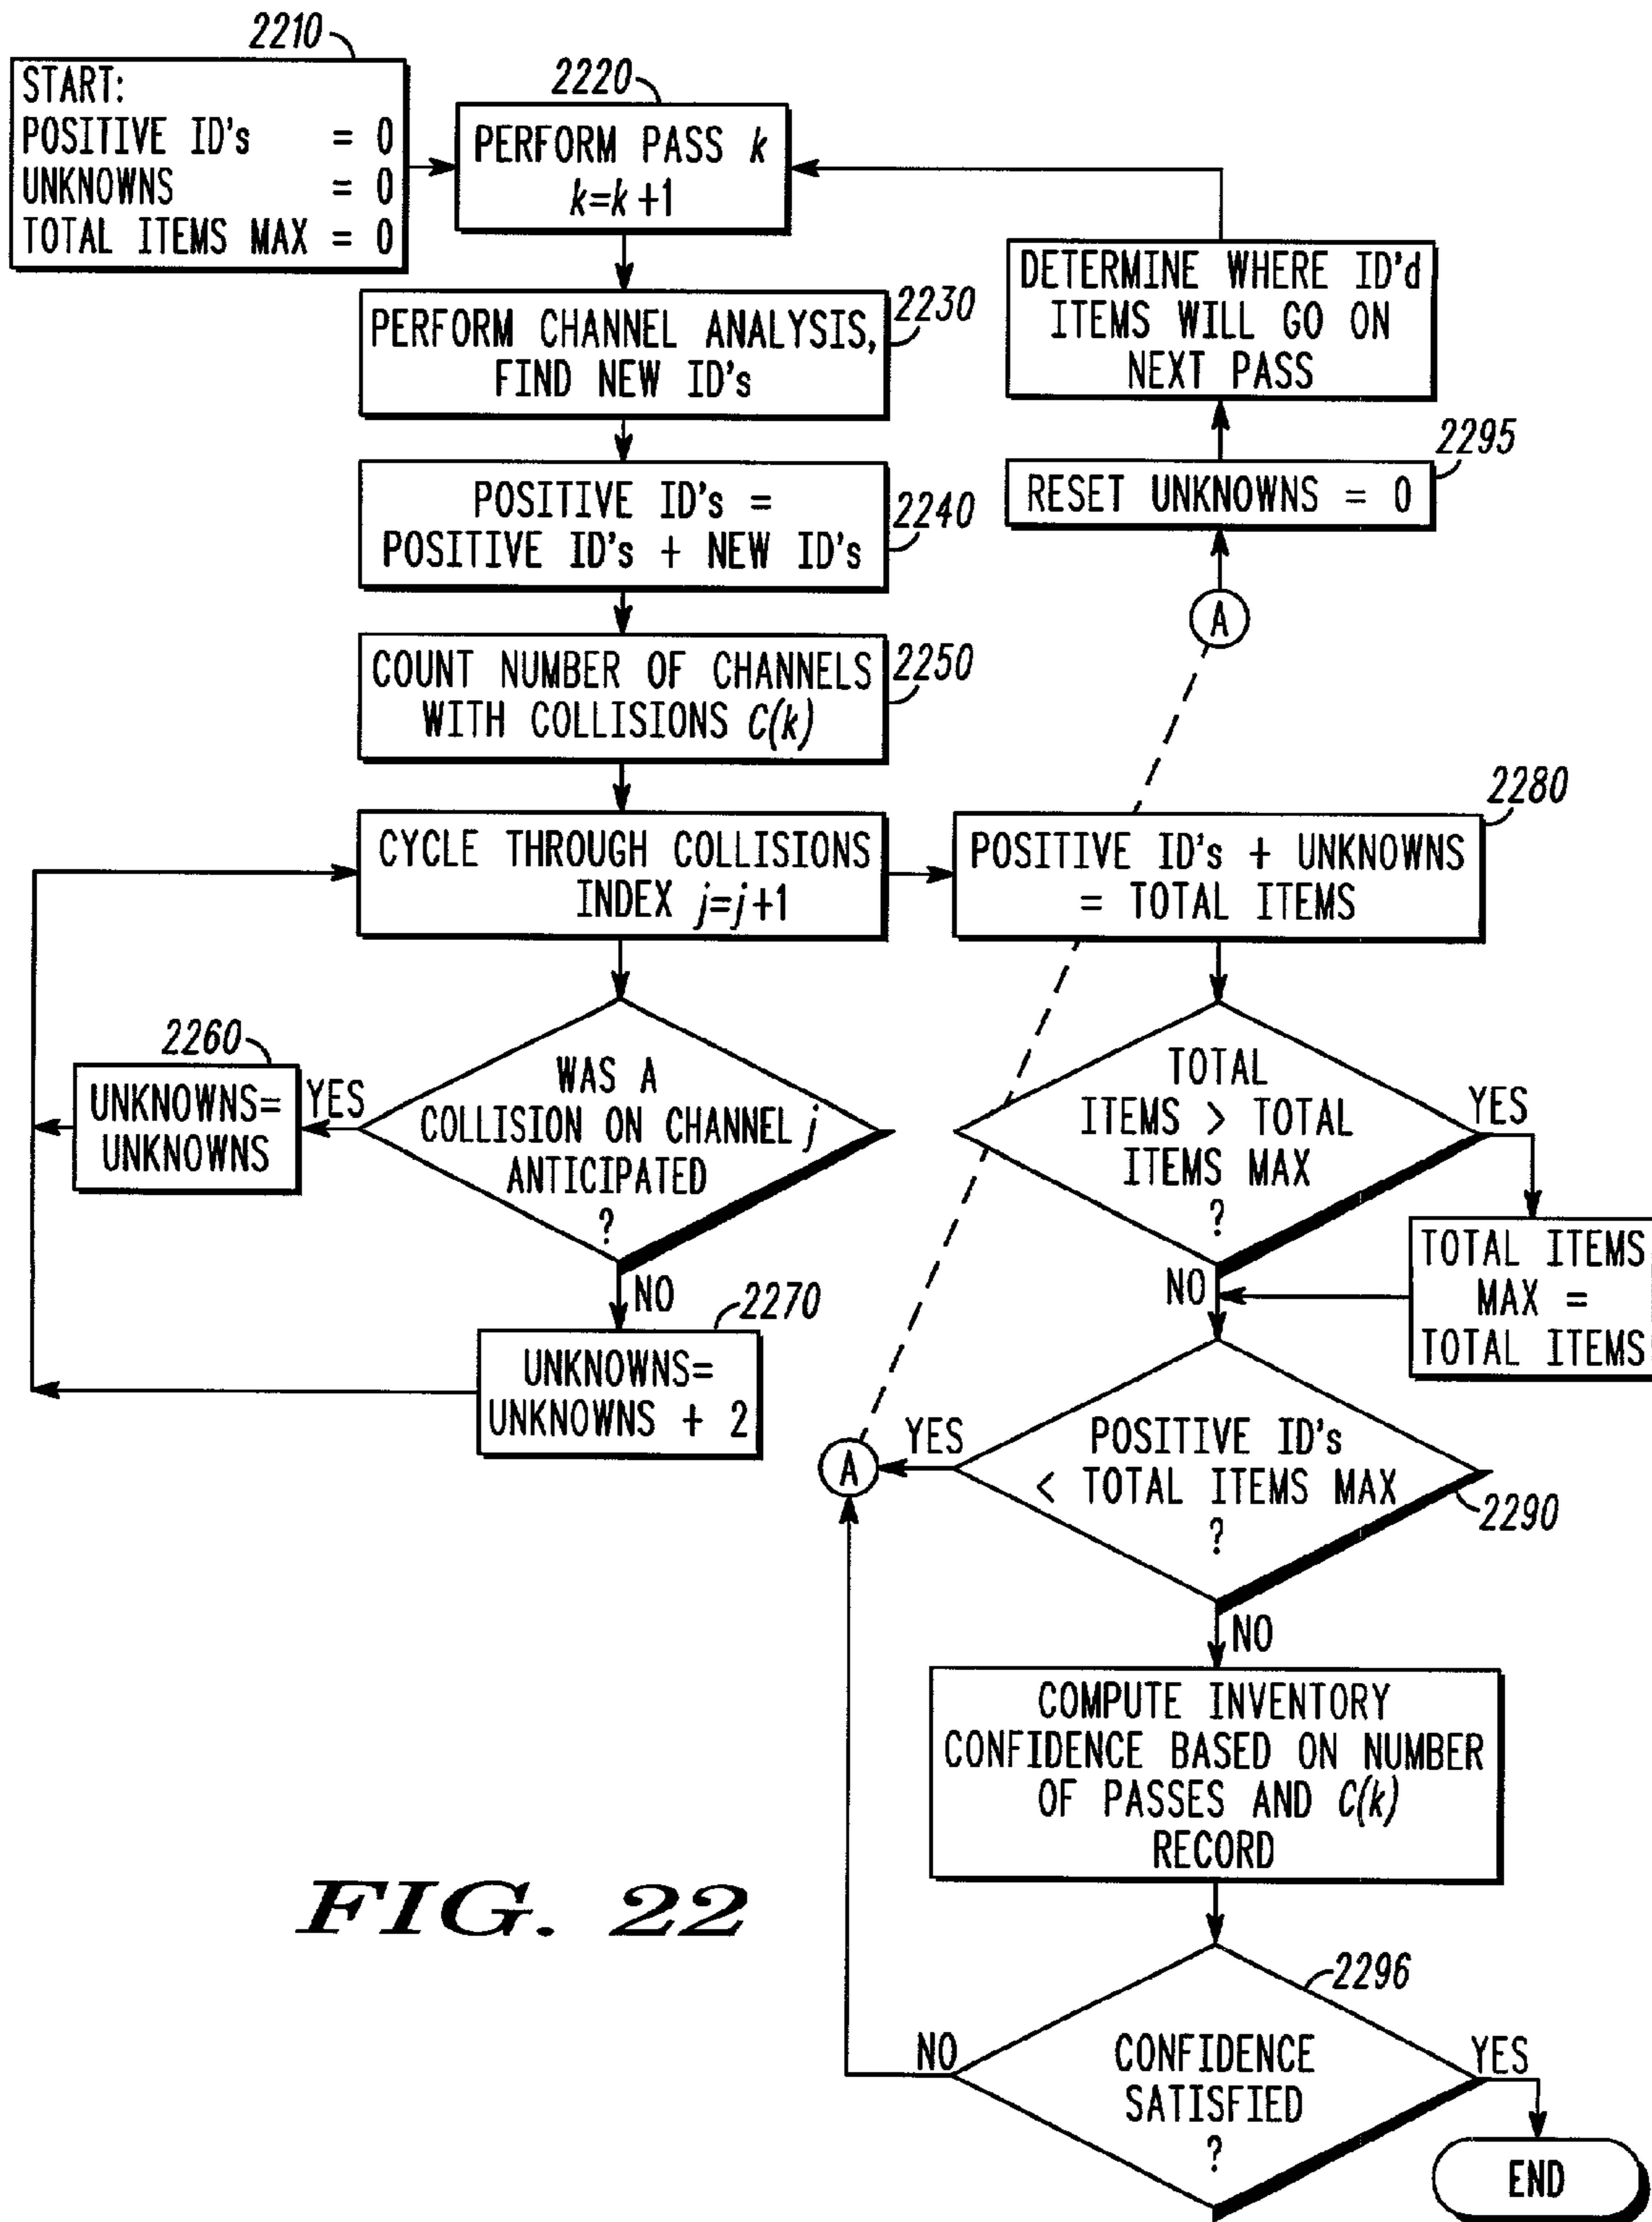 2210
START:
POSITIVE ID's = 0
UNKNOWNS = 0
TOTAL ITEMS MAX = 0
2220
PERFORM PASS k
k=k+1
2230
PERFORM CHANNEL ANALYSIS,
FIND NEW ID's
2240
POSITIVE ID's =
POSITIVE ID's + NEW ID's
2250
COUNT NUMBER OF CHANNELS
WITH COLLISIONS C(k)
CYCLE THROUGH COLLISIONS
INDEX j=j+1
WAS A
COLLISION ON CHANNEL j
ANTICIPATED
?
YES
2260
UNKNOWNS=
UNKNOWNS
NO
2270
UNKNOWNS=
UNKNOWNS + 2
DETERMINE WHERE ID'd
ITEMS WILL GO ON
NEXT PASS
2295
RESET UNKNOWNS = 0
A
2280
POSITIVE ID's + UNKNOWNS
= TOTAL ITEMS
TOTAL
ITEMS > TOTAL
ITEMS MAX
?
YES
NO
TOTAL ITEMS
MAX =
TOTAL ITEMS
POSITIVE ID's
< TOTAL ITEMS MAX
?
2290
YES
A
NO
COMPUTE INVENTORY
CONFIDENCE BASED ON NUMBER
OF PASSES AND C(k)
RECORD
2296
CONFIDENCE
SATISFIED
?
NO
YES
END
FIG. 22